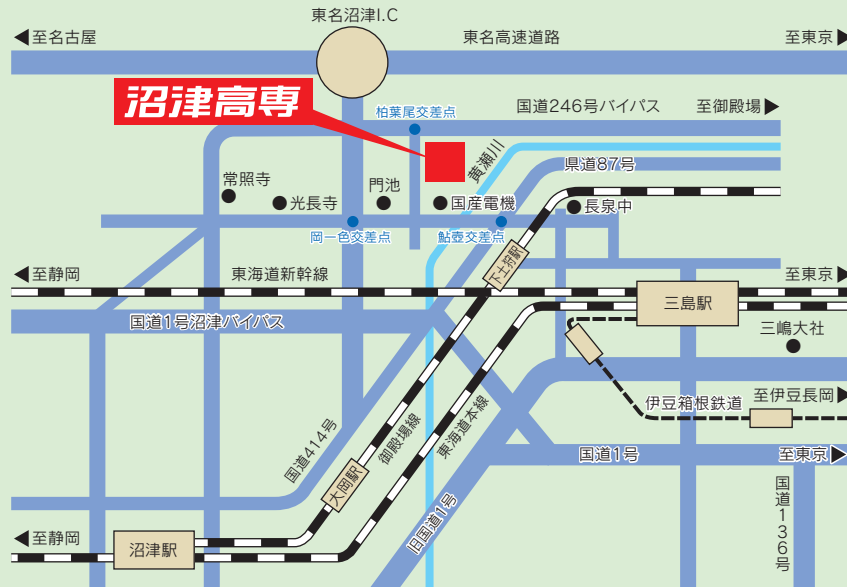 東名沼津I.C
◀至名古屋
東名高速道路
至東京▶
沼津高専
柏葉尾交差点
国道246号バイパス
至御殿場▶
黄瀬川
県道87号
常照寺
光長寺
門池
国産電機
長泉中
岡一色交差点
鮎壺交差点
下土狩駅
◀至静岡
東海道新幹線
至東京▶
三島駅
国道1号沼津バイパス
三嶋大社
伊豆箱根鉄道
至伊豆長岡▶
国道414号
御殿場線
東海道本線
国道1号
至東京▶
大岡駅
旧国道1号
国道136号
◀至静岡
沼津駅